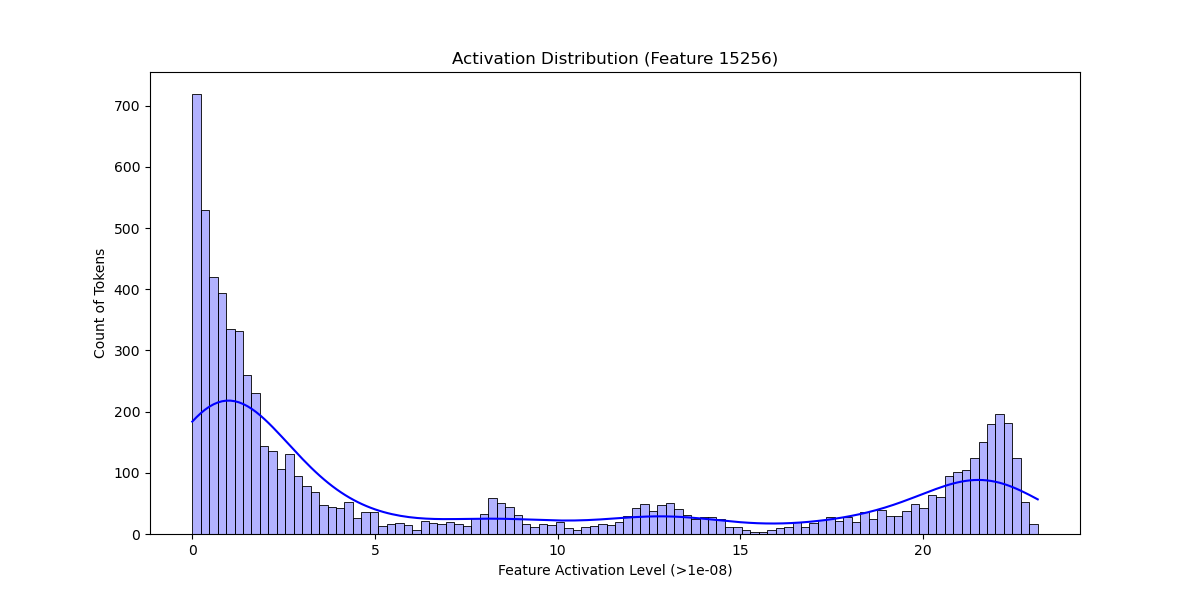 Activation Distribution (Feature 15256)
700
600
500
400
300
200
100
0
Count of Tokens
0 5 10 15 20
Feature Activation Level (>1e-08)